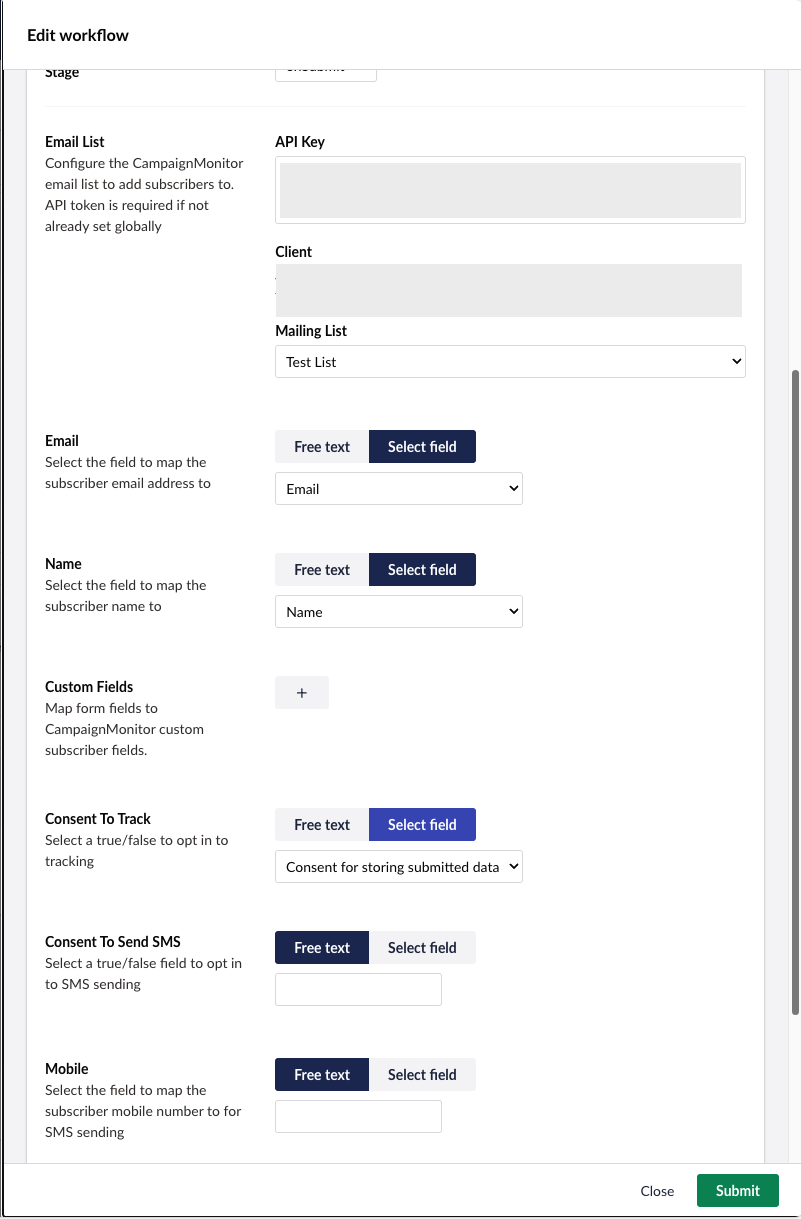 Edit workflow
Stage
Email List
Configure the CampaignMonitor
email list to add subscribers to.
API token is required if not
already set globally
API Key
Client
Mailing List
Test List
Email
Select the field to map the
subscriber email address to
Free text Select field
Email
Name
Select the field to map the
subscriber name to
Free text Select field
Name
Custom Fields
Map form fields to
CampaignMonitor custom
subscriber fields.
+
Consent To Track
Select a true/false to opt in to
tracking
Free text Select field
Consent for storing submitted data
Consent To Send SMS
Select a true/false field to opt in
to SMS sending
Free text Select field
Mobile
Select the field to map the
subscriber mobile number to for
SMS sending
Free text Select field
Close Submit